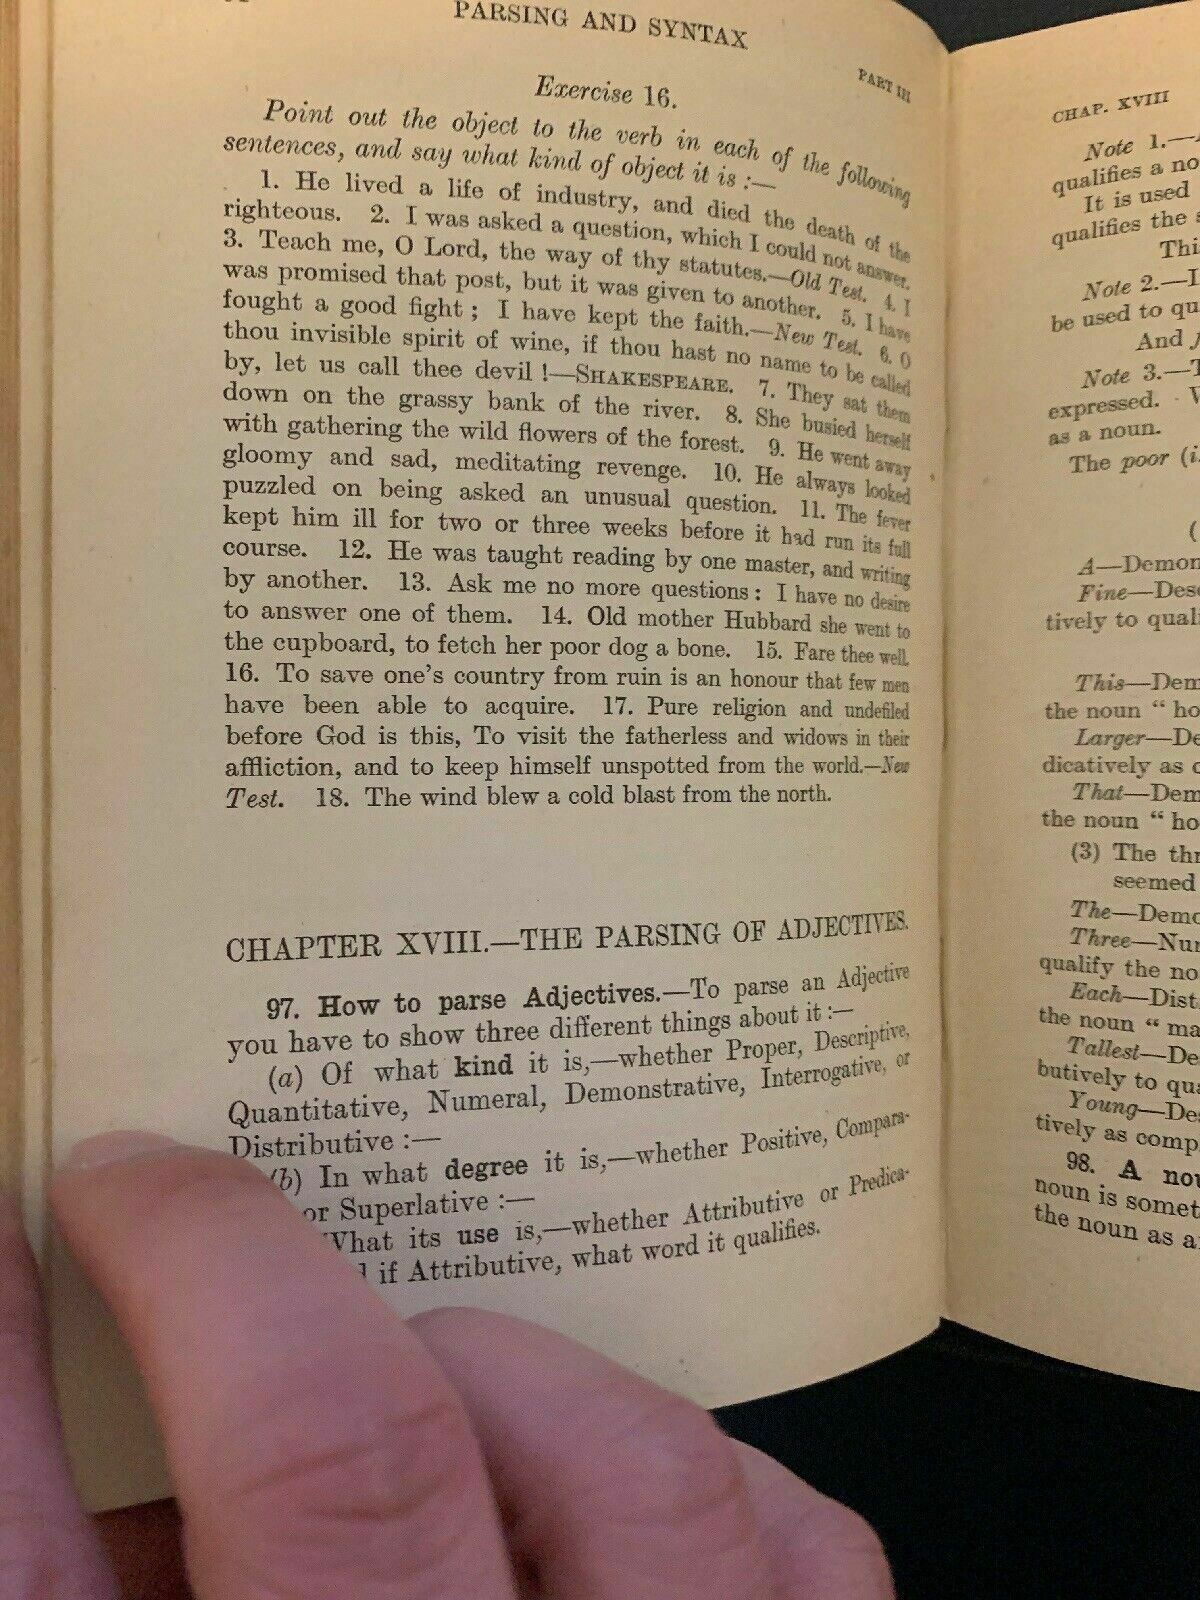 PARSING AND SYNTAX
PART III
Exercise 16.
Point out the object to the verb in each of the following
sentences, and say what kind of object it is :—
1. He lived a life of industry, and died the death of the
righteous. 2. I was asked a question, which I could not answer.
3. Teach me, O Lord, the way of thy statutes.—Old Test. 4. I
was promised that post, but it was given to another. 5. I have
fought a good fight ; I have kept the faith.—New Test. 6. O
thou invisible spirit of wine, if thou hast no name to be called
by, let us call thee devil !—SHAKESPEARE. 7. They sat them
down on the grassy bank of the river. 8. She busied herself
with gathering the wild flowers of the forest. 9. He went away
gloomy and sad, meditating revenge. 10. He always looked
puzzled on being asked an unusual question. 11. The fever
kept him ill for two or three weeks before it had run its full
course. 12. He was taught reading by one master, and writing
by another. 13. Ask me no more questions : I have no desire
to answer one of them. 14. Old mother Hubbard she went to
the cupboard, to fetch her poor dog a bone. 15. Fare thee well.
16. To save one's country from ruin is an honour that few men
have been able to acquire. 17. Pure religion and undefiled
before God is this, To visit the fatherless and widows in their
affliction, and to keep himself unspotted from the world.—New
Test. 18. The wind blew a cold blast from the north.
CHAPTER XVIII.—THE PARSING OF ADJECTIVES.
97. How to parse Adjectives.—To parse an Adjective
you have to show three different things about it :—
(a) Of what kind it is,—whether Proper, Descriptive,
Quantitative, Numeral, Demonstrative, Interrogative, or
Distributive :—
(b) In what degree it is,—whether Positive, Compara-
or Superlative :—
What its use is,—whether Attributive or Predica-
if Attributive, what word it qualifies.
CHAP. XVIII
Note 1.—
qualifies a no
It is used
qualifies the
Thi
Note 2.—I
be used to qu
And
Note 3.—T
expressed.
as a noun.
The poor (i.
(
A—Demon
Fine—Desc
tively to quali
This—Dem
the noun “ ho
Larger—De
dicatively as c
That—Dem
the noun “ ho
(3) The thr
seemed
The—Demo
Three—Nu
qualify the no
Each—Dist
the noun “ ma
Tallest—De
butively to qua
Young—Des
tively as comp
98. A nou
noun is somet
the noun as a